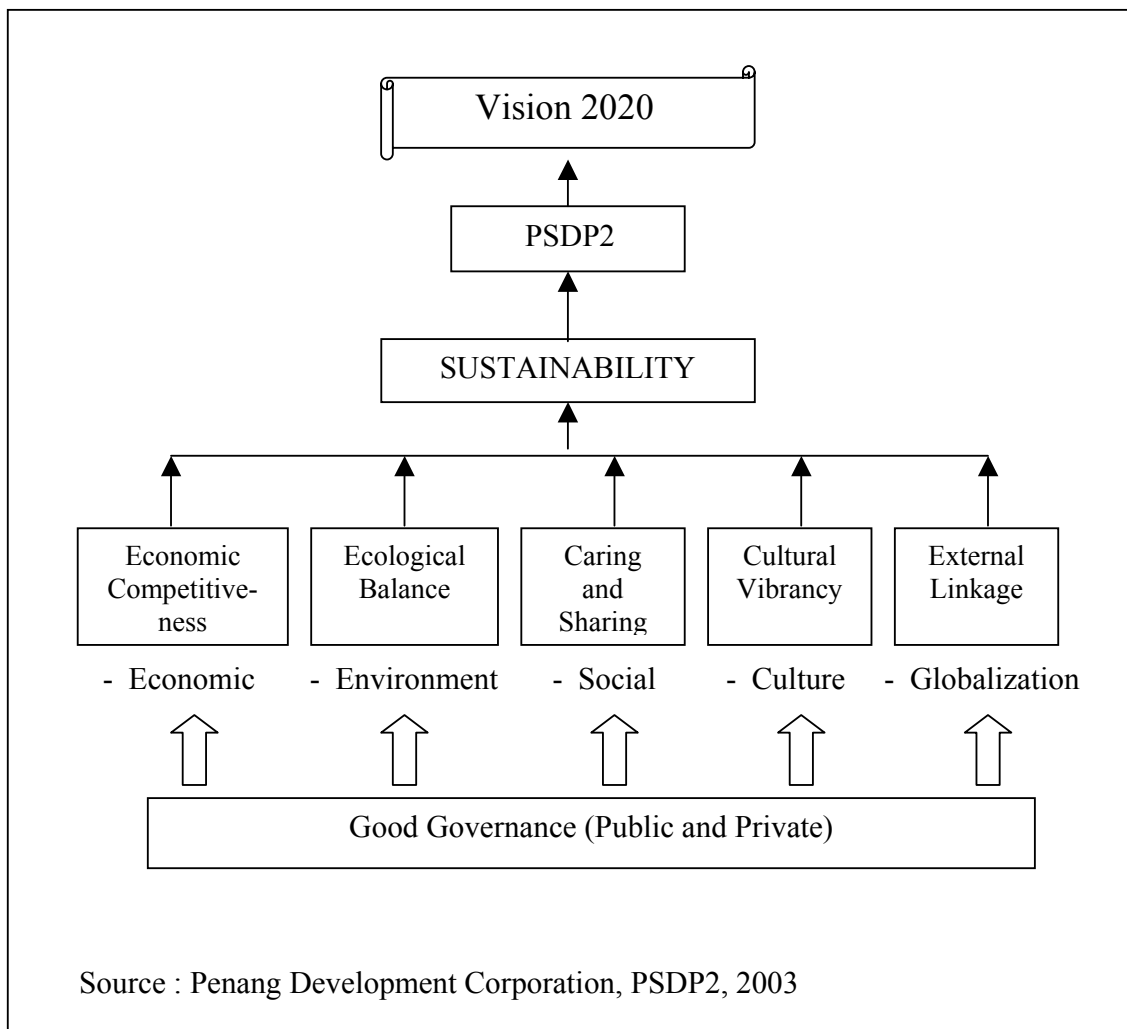 Vision 2020
PSDP2
SUSTAINABILITY
Economic
Competitive-
ness
Ecological
Balance
Caring
and
Sharing
Cultural
Vibrancy
External
Linkage
- Economic
- Environment
- Social
- Culture
- Globalization
Good Governance (Public and Private)
Source : Penang Development Corporation, PSDP2, 2003